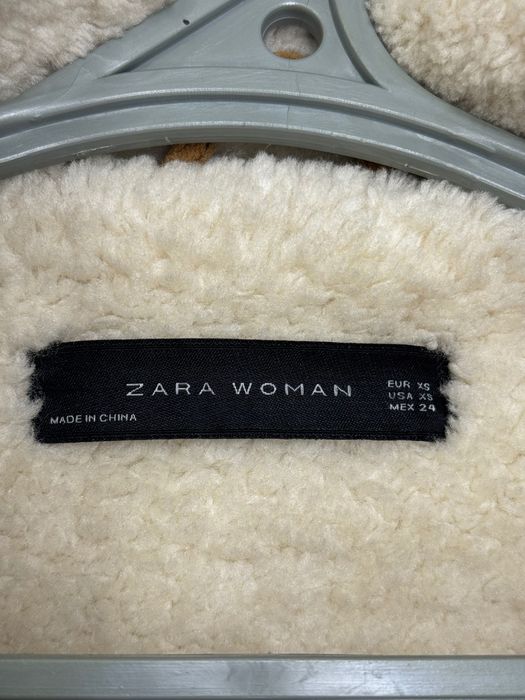 ZARA WOMAN
EUR XS
USA XS
MEX 24
MADE IN CHINA